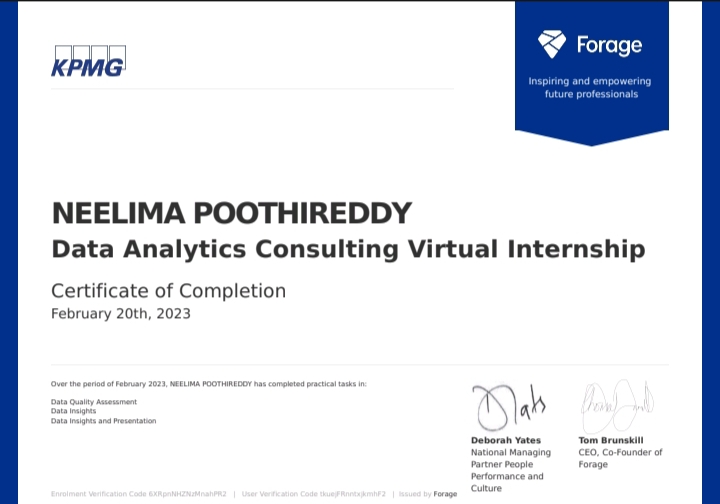 KPMG
Forage
Inspiring and empowering
future professionals
NEELIMA POOTHIREDDY
Data Analytics Consulting Virtual Internship
Certificate of Completion
February 20th, 2023
Over the period of February 2023, NEELIMA POOTHIREDDY has completed practical tasks in:
Data Quality Assessment
Data Insights
Data Insights and Presentation
Deborah Yates
National Managing
Partner People
Performance and
Culture
Tom Brunskill
CEO, Co-Founder of
Forage
Enrolment Verification Code | User Verification Code | Issued by Forage